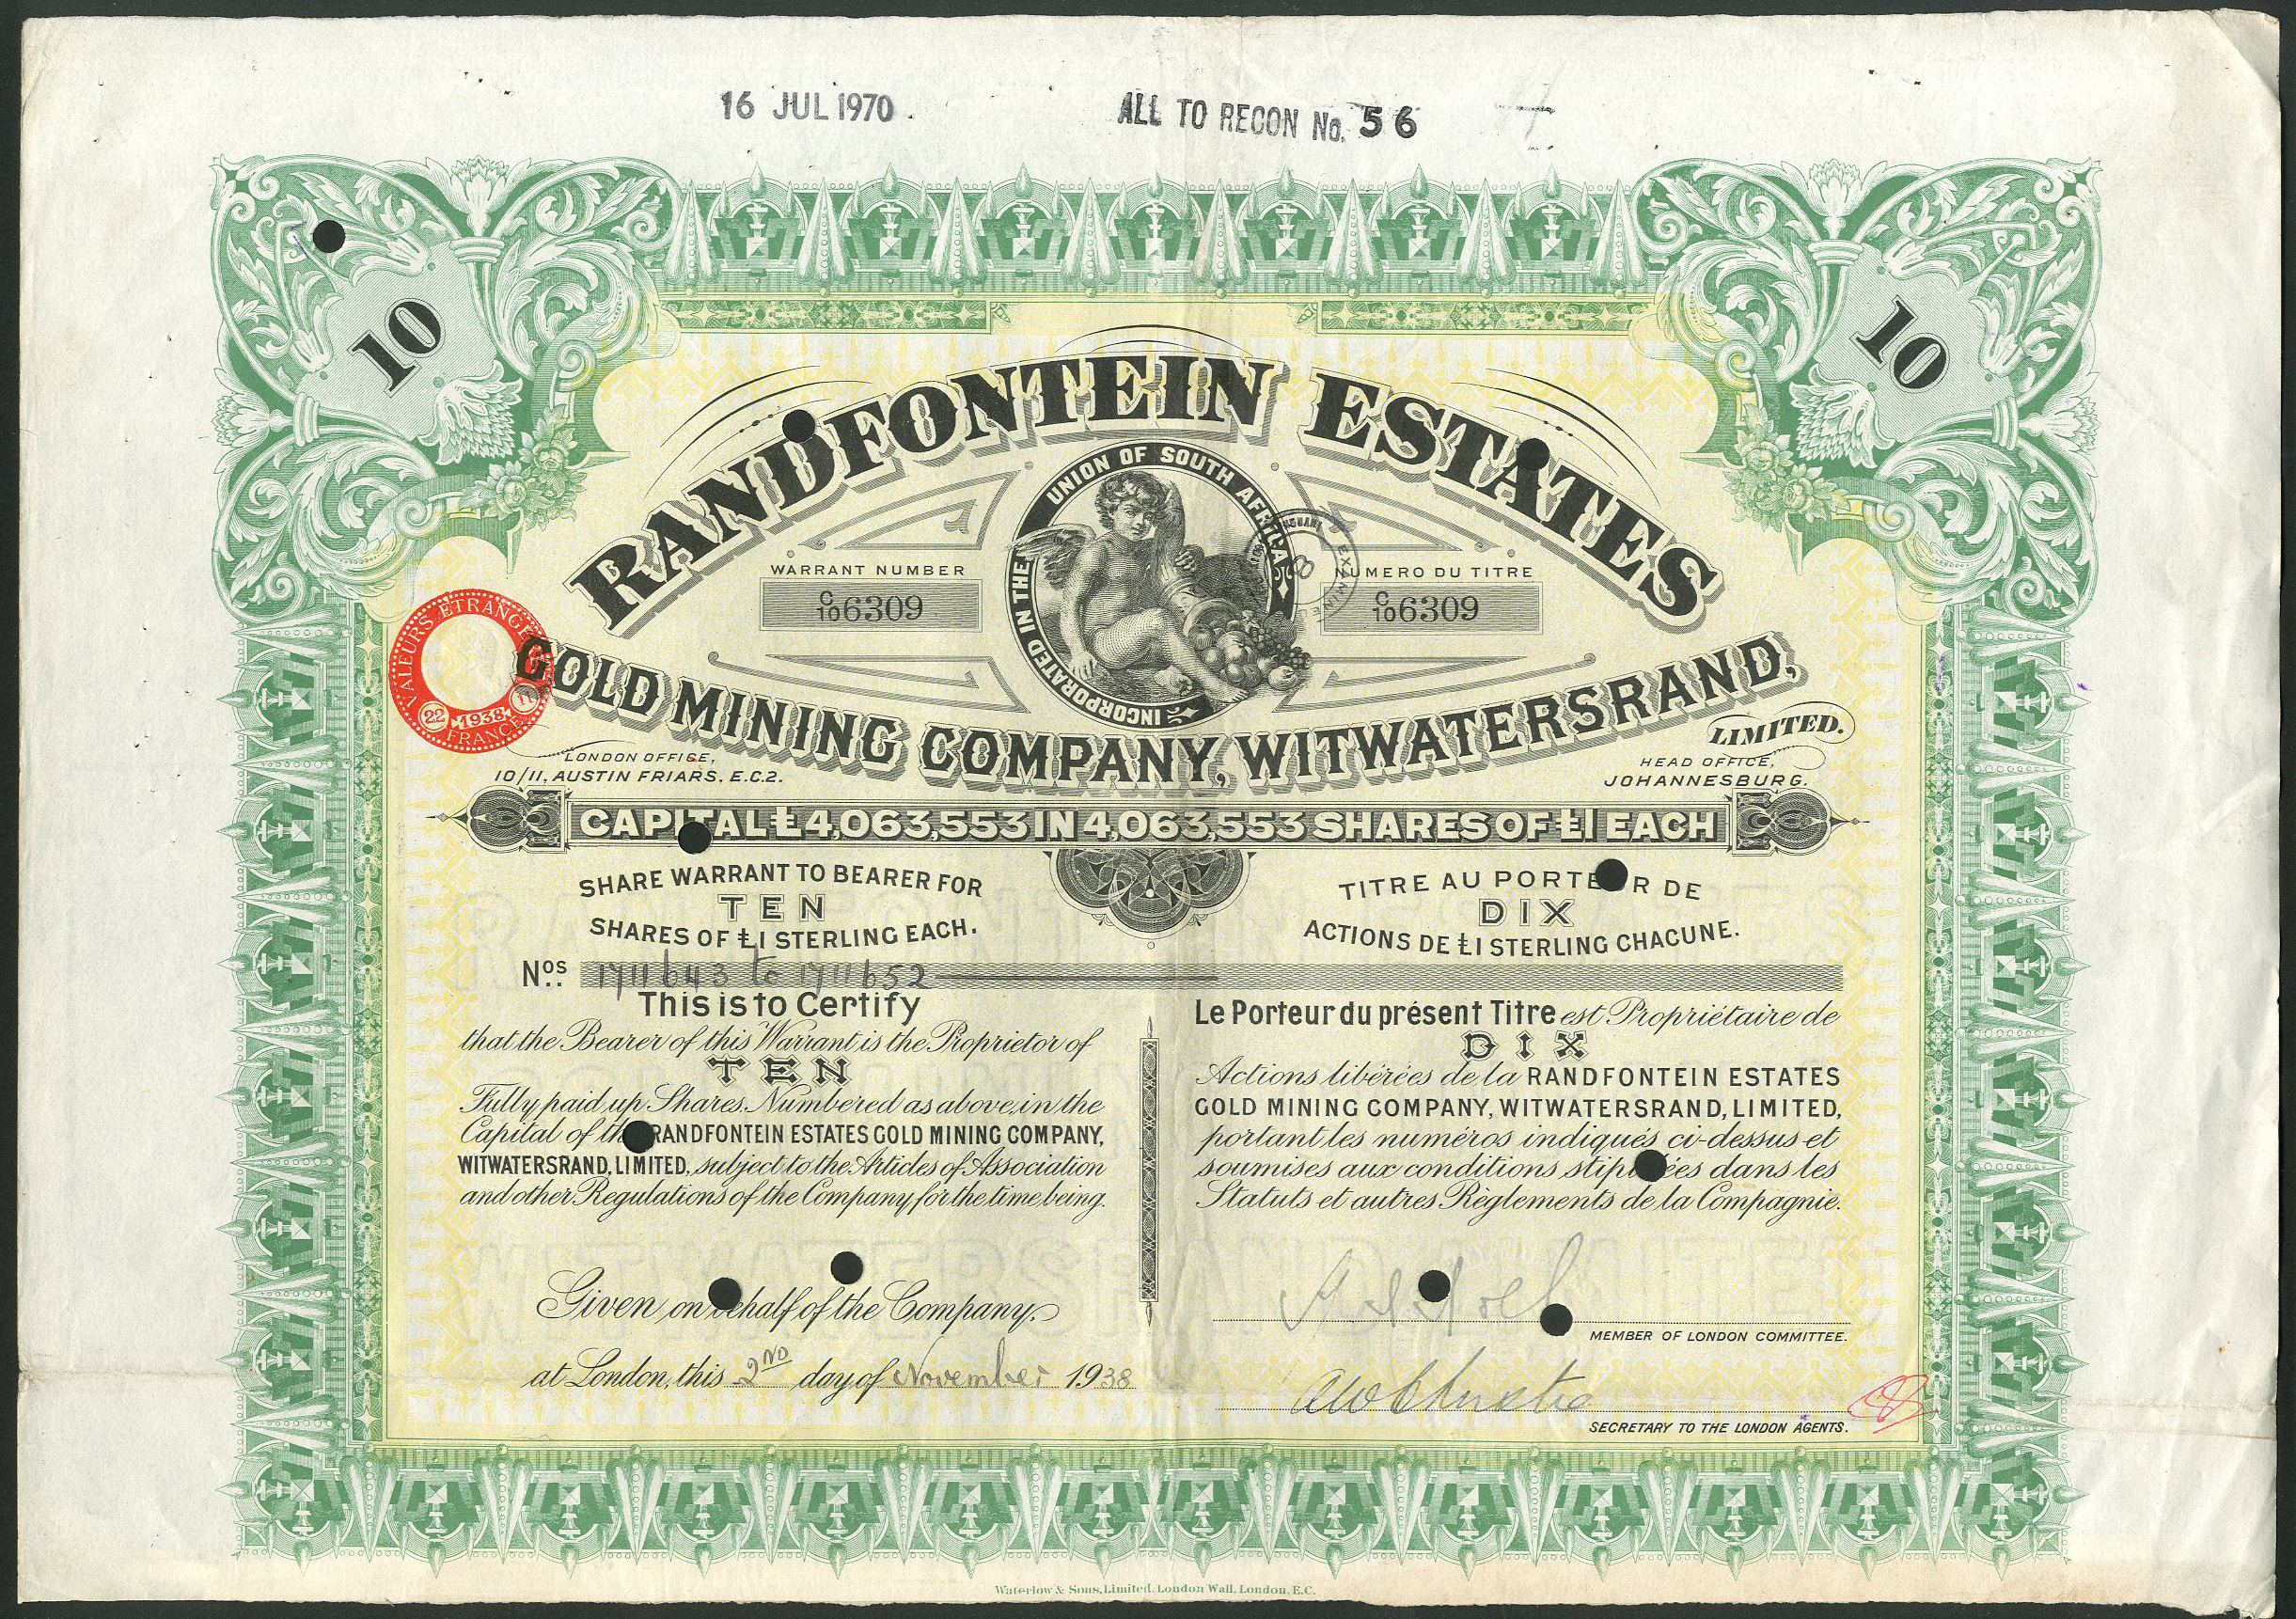 16 JUL 1970
ALL TO RECON No. 56
10
10
RANDFONTEIN ESTATES
INCORPORATED IN THE UNION OF SOUTH AFRICA
WARRANT NUMBER
C/10 6309
NUMERO DU TITRE
C/10 6309
VALEURS ETRANGERES
22 1938 11
FRANCE
GOLD MINING COMPANY, WITWATERSRAND,
LIMITED.
LONDON OFFICE,
10/11, AUSTIN FRIARS, E.C.2.
HEAD OFFICE,
JOHANNESBURG.
CAPITAL £4,063,553 IN 4,063,553 SHARES OF £1 EACH
SHARE WARRANT TO BEARER FOR
TEN
SHARES OF £1 STERLING EACH.
TITRE AU PORTEUR DE
DIX
ACTIONS DE £1 STERLING CHACUNE.
Nos. 1711643 to 1711652
This is to Certify
that the Bearer of this Warrant is the Proprietor of
TEN
Fully paid up Shares Numbered as above, in the
Capital of the RANDFONTEIN ESTATES GOLD MINING COMPANY,
WITWATERSRAND, LIMITED, subject to the Articles of Association
and other Regulations of the Company for the time being.
Le Porteur du présent Titre est Propriétaire de
DIX
Actions libérées de la RANDFONTEIN ESTATES
GOLD MINING COMPANY, WITWATERSRAND, LIMITED,
portant les numéros indiqués ci-dessus et
soumises aux conditions stipulées dans les
Statuts et autres Règlements de la Compagnie.
Given on behalf of the Company,
at London, this 2ND day of November 1938
MEMBER OF LONDON COMMITTEE.
SECRETARY TO THE LONDON AGENTS.
Waterlow & Sons, Limited, London Wall, London, E.C.